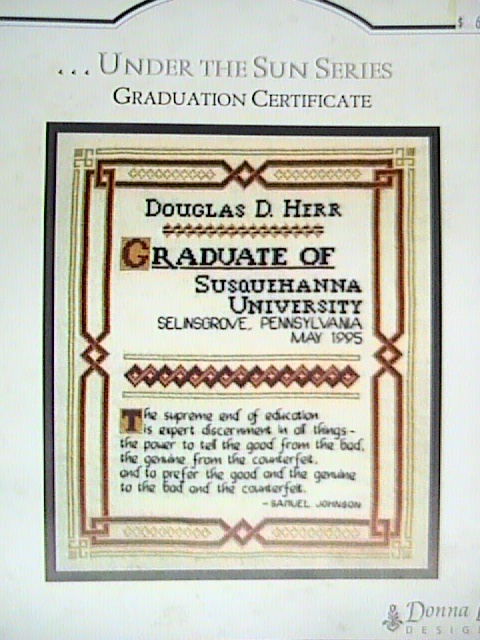 $ 6
...UNDER THE SUN SERIES
GRADUATION CERTIFICATE
DOUGLAS D. HERR
GRADUATE OF
SUSQUEHANNA
UNIVERSITY
SELINSGROVE, PENNSYLVANIA
MAY 1995
The supreme end of education
is expert discernment in all things-
the power to tell the good from the bad,
the genuine from the counterfeit,
and to prefer the good and the genuine
to the bad and the counterfeit.
-SAMUEL JOHNSON
Donna
DESIG